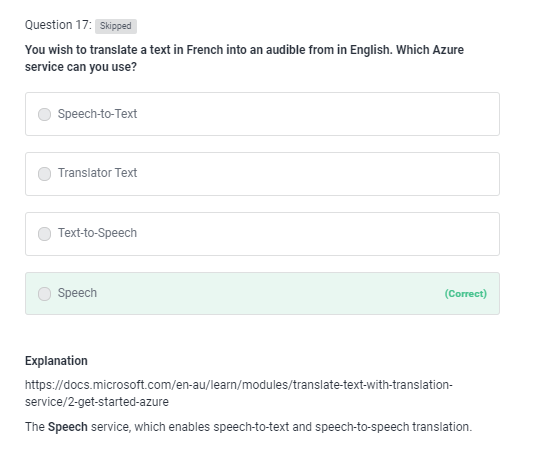 Question 17: Skipped
You wish to translate a text in French into an audible from in English. Which Azure
service can you use?
Speech-to-Text
Translator Text
Text-to-Speech
Speech (Correct)
Explanation
https://docs.microsoft.com/en-au/learn/modules/translate-text-with-translation-
service/2-get-started-azure
The Speech service, which enables speech-to-text and speech-to-speech translation.